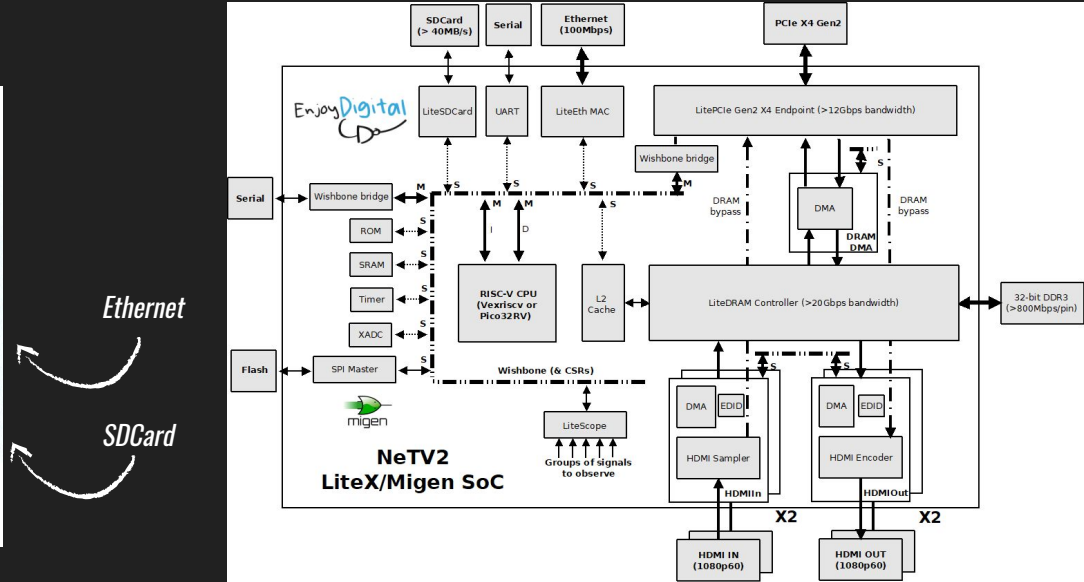 Ethernet
SDCard
SDCard
(> 40MB/s)
Serial
Ethernet
(100Mbps)
PCIe X4 Gen2
EnjoyDigital
LiteSDCard
UART
LiteEth MAC
LitePCIe Gen2 X4 Endpoint (>12Gbps bandwidth)
Wishbone bridge
S
S
S
M
S
Serial
Wishbone bridge
M
M
M
S
I
D
DRAM
bypass
DMA
DRAM
DMA
DRAM
bypass
ROM
S
SRAM
S
Timer
S
XADC
S
Flash
SPI Master
S
RISC-V CPU
(Vexriscv or
Pico32RV)
L2
Cache
LiteDRAM Controller (>20Gbps bandwidth)
32-bit DDR3
(>800Mbps/pin)
Wishbone (& CSRs)
migen
LiteScope
Groups of signals
to observe
NeTV2
LiteX/Migen SoC
S
S
DMA
EDID
HDMI Sampler
HDMIIn
X2
DMA
EDID
HDMI Encoder
HDMIOut
X2
HDMI IN
(1080p60)
HDMI OUT
(1080p60)